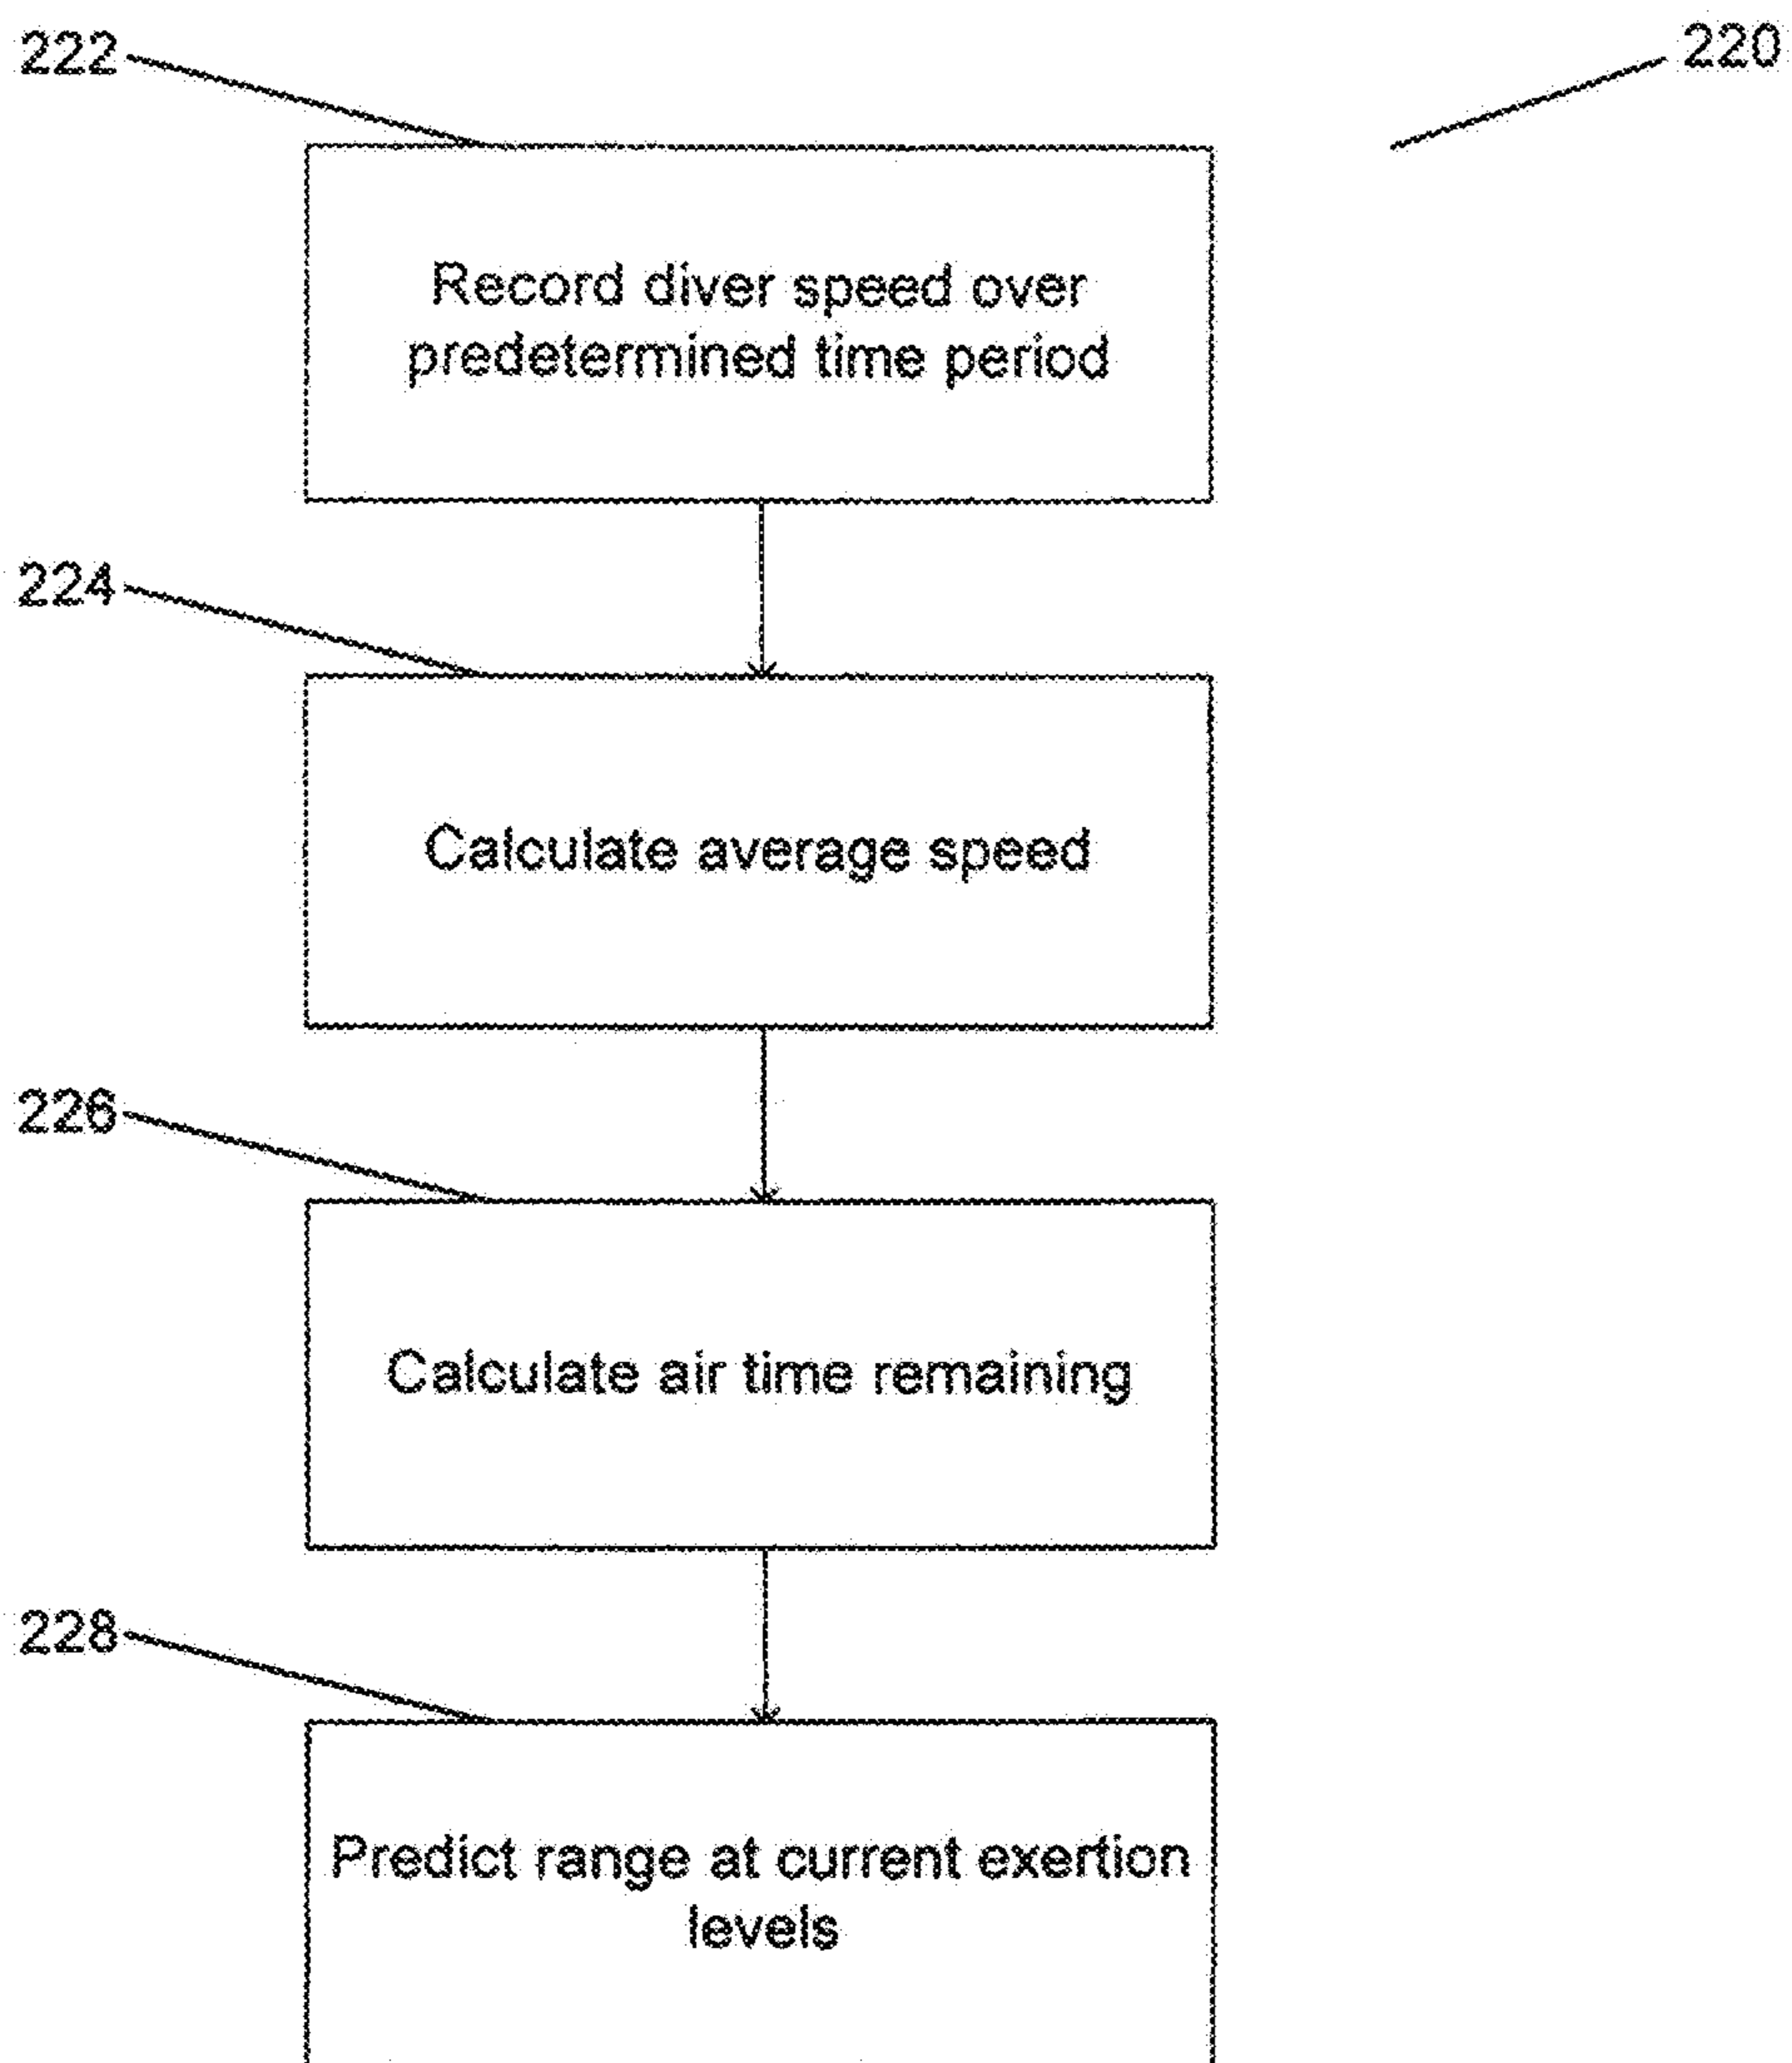 222
220
Record diver speed over
predetermined time period
224
Calculate average speed
226
Calculate air time remaining
228
Predict range at current exertion
levels